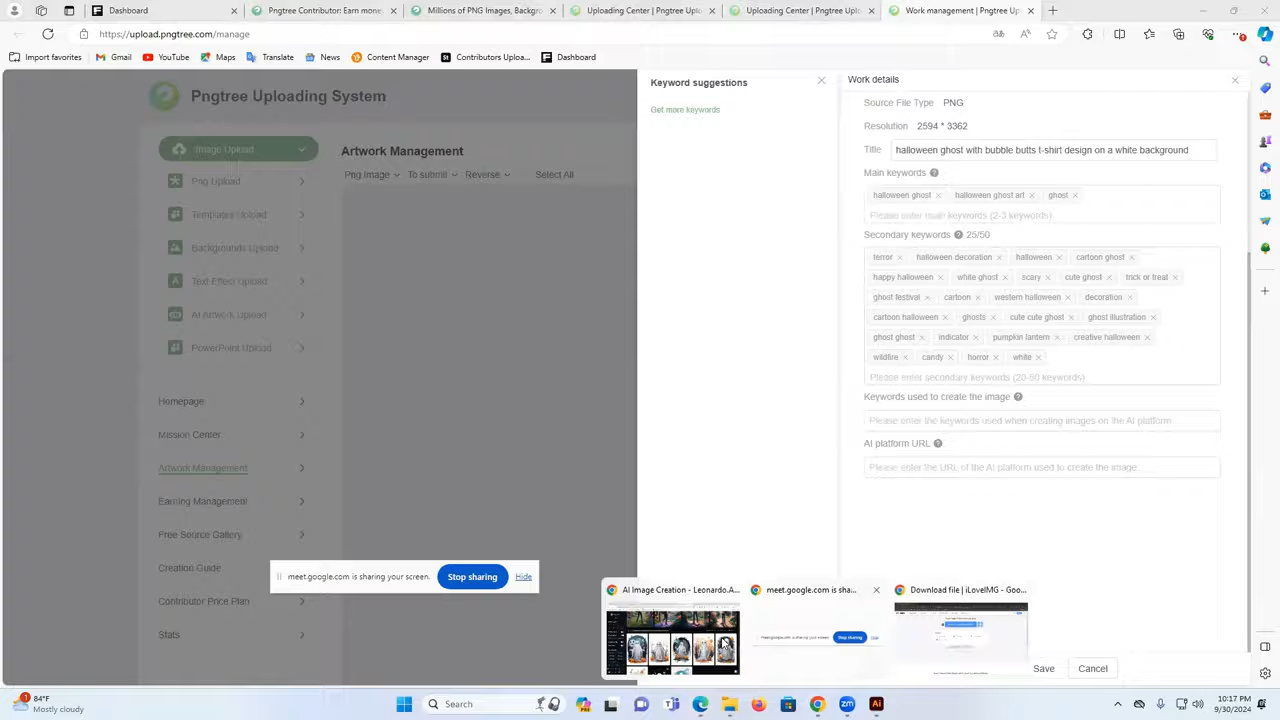 Dashboard
Pngtree Contributor: Earn mone
Millions of PNG Images, Backgr
Uploading Center | Pngtree Uplo
Uploading Center | Pngtree Uplo
Work management | Pngtree Up
https://upload.pngtree.com/manage
Import favorites
Gmail
YouTube
Maps
Translate
News
Content Manager
Contributors Uploa...
Dashboard
Pngtree Uploading System
Image Upload
Png Upload
Templates Upload
Backgrounds Upload
Text Effect Upload
AI Artwork Upload
PowerPoint Upload
Homepage
Mission Center
Artwork Management
Earning Management
Free Source Gallery
Creation Guide
Contributor Price Plan
Stats
Artwork Management
Png Image
To submit
Reverse
Select All
Keyword suggestions
Get more keywords
Work details
Source File Type PNG
Resolution 2594 * 3362
Title halloween ghost with bubble butts t-shirt design on a white background
Main keywords
halloween ghost halloween ghost art ghost
Please enter main keywords (2-3 keywords)
Secondary keywords 25/50
terror halloween decoration halloween cartoon ghost
happy halloween white ghost scary cute ghost trick or treat
ghost festival cartoon western halloween decoration
cartoon halloween ghosts cute cute ghost ghost illustration
ghost ghost indicator pumpkin lantern creative halloween
wildfire candy horror white
Please enter secondary keywords (20-50 keywords)
Keywords used to create the image
Please enter the keywords used when creating images on the AI platform
AI platform URL
Please enter the URL of the AI platform used to create the image
Save
Cancel
meet.google.com is sharing your screen.
Stop sharing
Hide
AI Image Creation - Leonardo.A...
meet.google.com is sha...
Download file | iLoveIMG - Goo...
Stop sharing
84°F
Mostly cloudy
Search
10:17 PM
9/30/2024